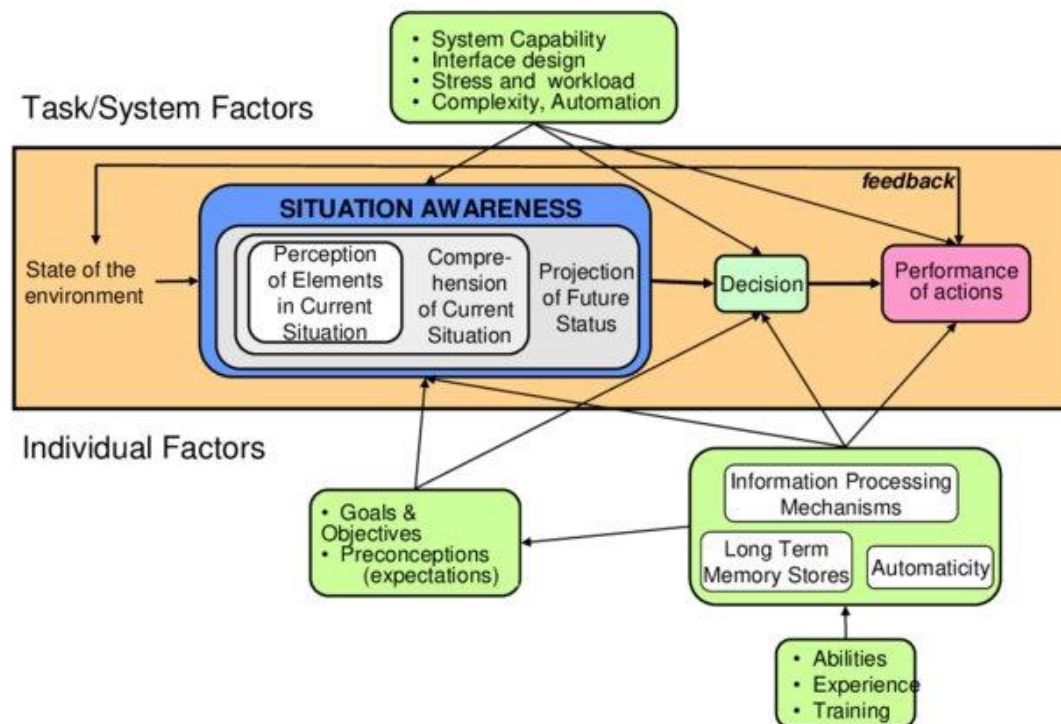 • System Capability
• Interface design
• Stress and workload
• Complexity, Automation
Task/System Factors
feedback
SITUATION AWARENESS
State of the
environment
Perception
of Elements
in Current
Situation
Compre-
hension
of Current
Situation
Projection
of Future
Status
Decision
Performance
of actions
Individual Factors
• Goals &
Objectives
• Preconceptions
(expectations)
Information Processing
Mechanisms
Long Term
Memory Stores
Automaticity
• Abilities
• Experience
• Training